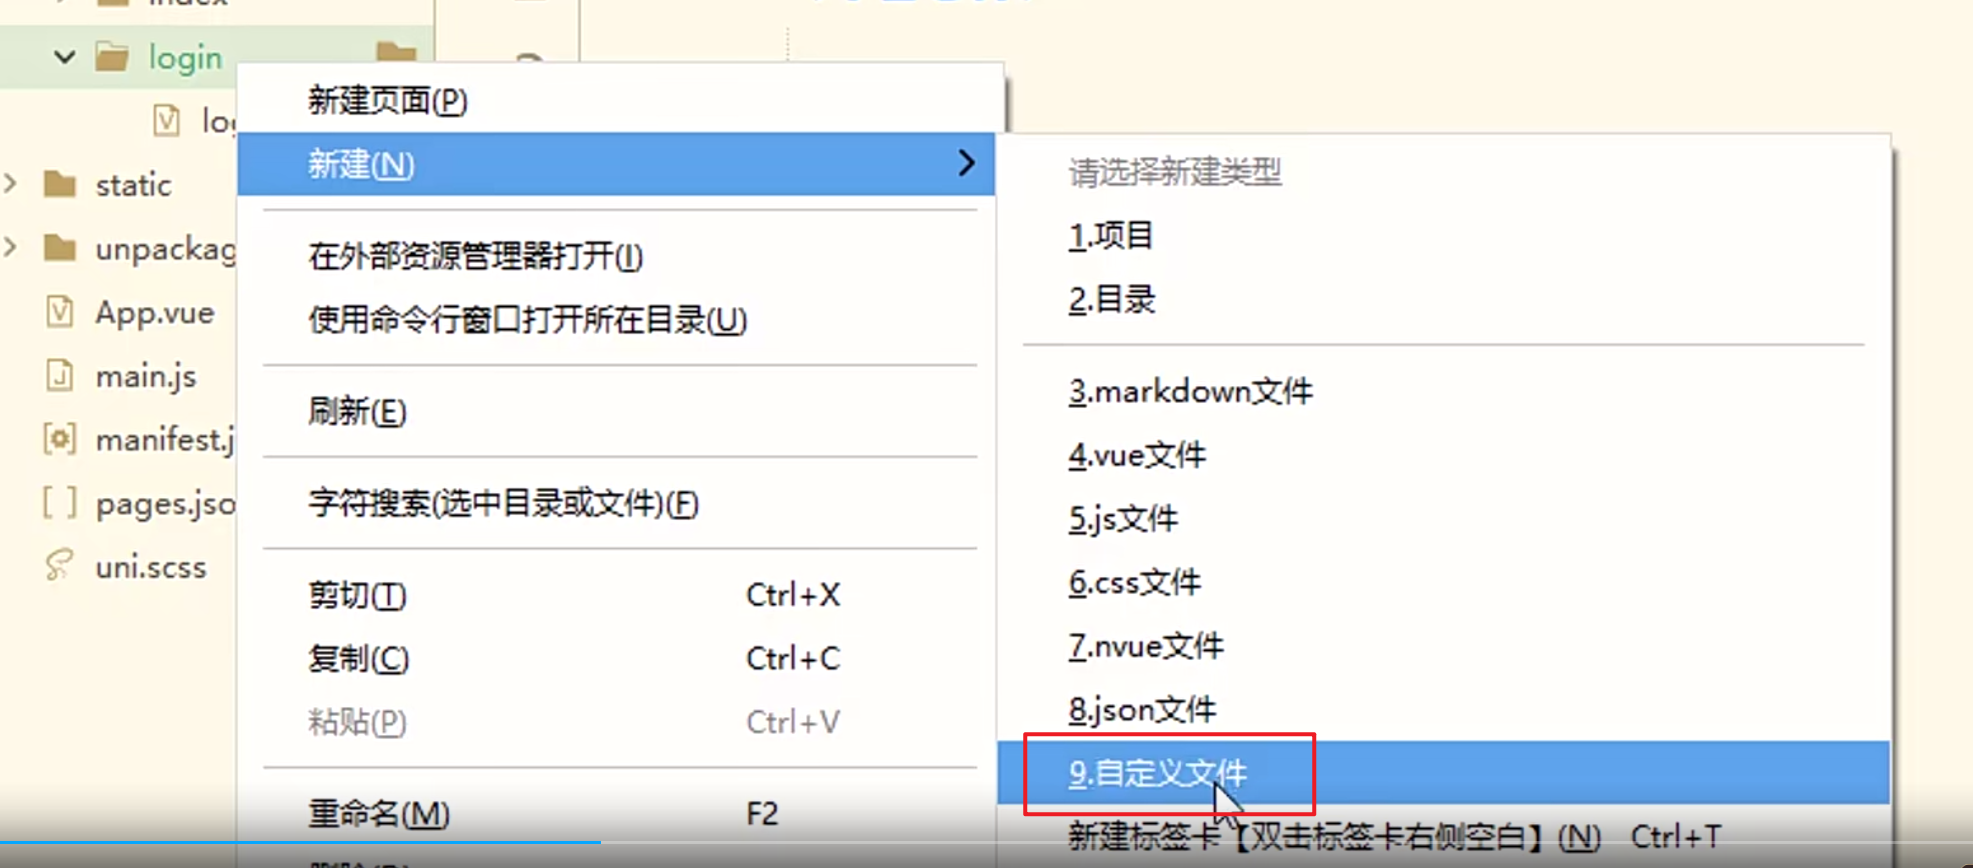 index
login
static
unpackag
App.vue
main.js
manifest.j
pages.jso
uni.scss
新建页面(P)
新建(N)
在外部资源管理器打开(I)
使用命令行窗口打开所在目录(U)
刷新(E)
字符搜索(选中目录或文件)(F)
剪切(T) Ctrl+X
复制(C) Ctrl+C
粘贴(P) Ctrl+V
重命名(M) F2
请选择新建类型
1.项目
2.目录
3.markdown文件
4.vue文件
5.js文件
6.css文件
7.nvue文件
8.json文件
9.自定义文件
新建标签卡【双击标签卡右侧空白】(N) Ctrl+T